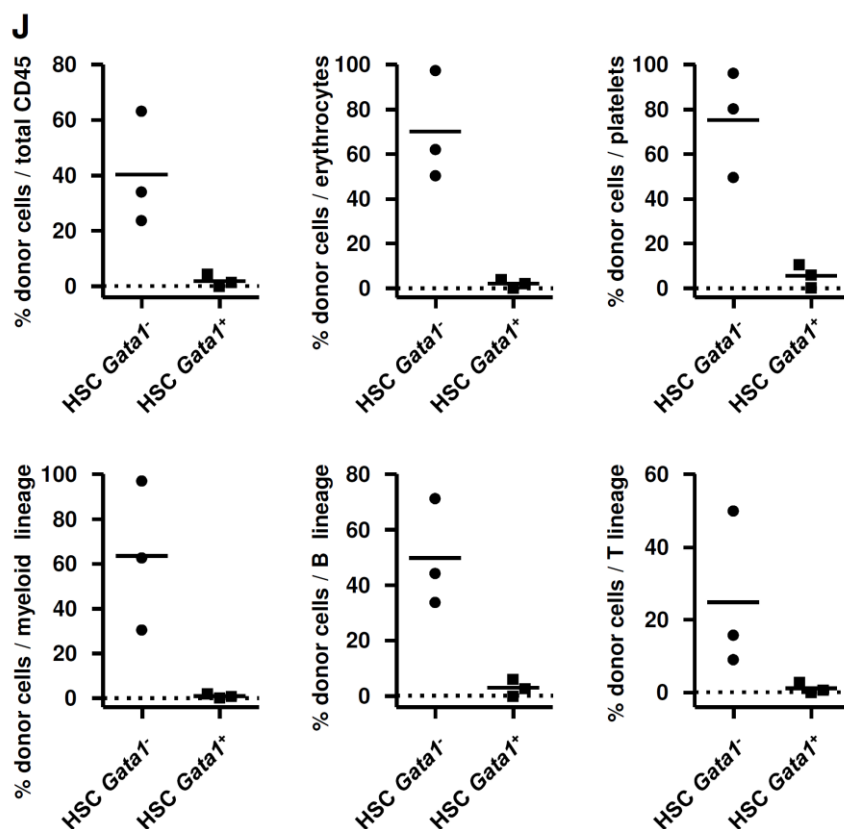 J
% donor cells / total CD45
80
60
40
20
0
HSC Gata1-
HSC Gata1+
% donor cells / erythrocytes
100
80
60
40
20
0
HSC Gata1-
HSC Gata1+
% donor cells / platelets
100
80
60
40
20
0
HSC Gata1-
HSC Gata1+
% donor cells / myeloid lineage
100
80
60
40
20
0
HSC Gata1-
HSC Gata1+
% donor cells / B lineage
80
60
40
20
0
HSC Gata1-
HSC Gata1+
% donor cells / T lineage
60
40
20
0
HSC Gata1-
HSC Gata1+